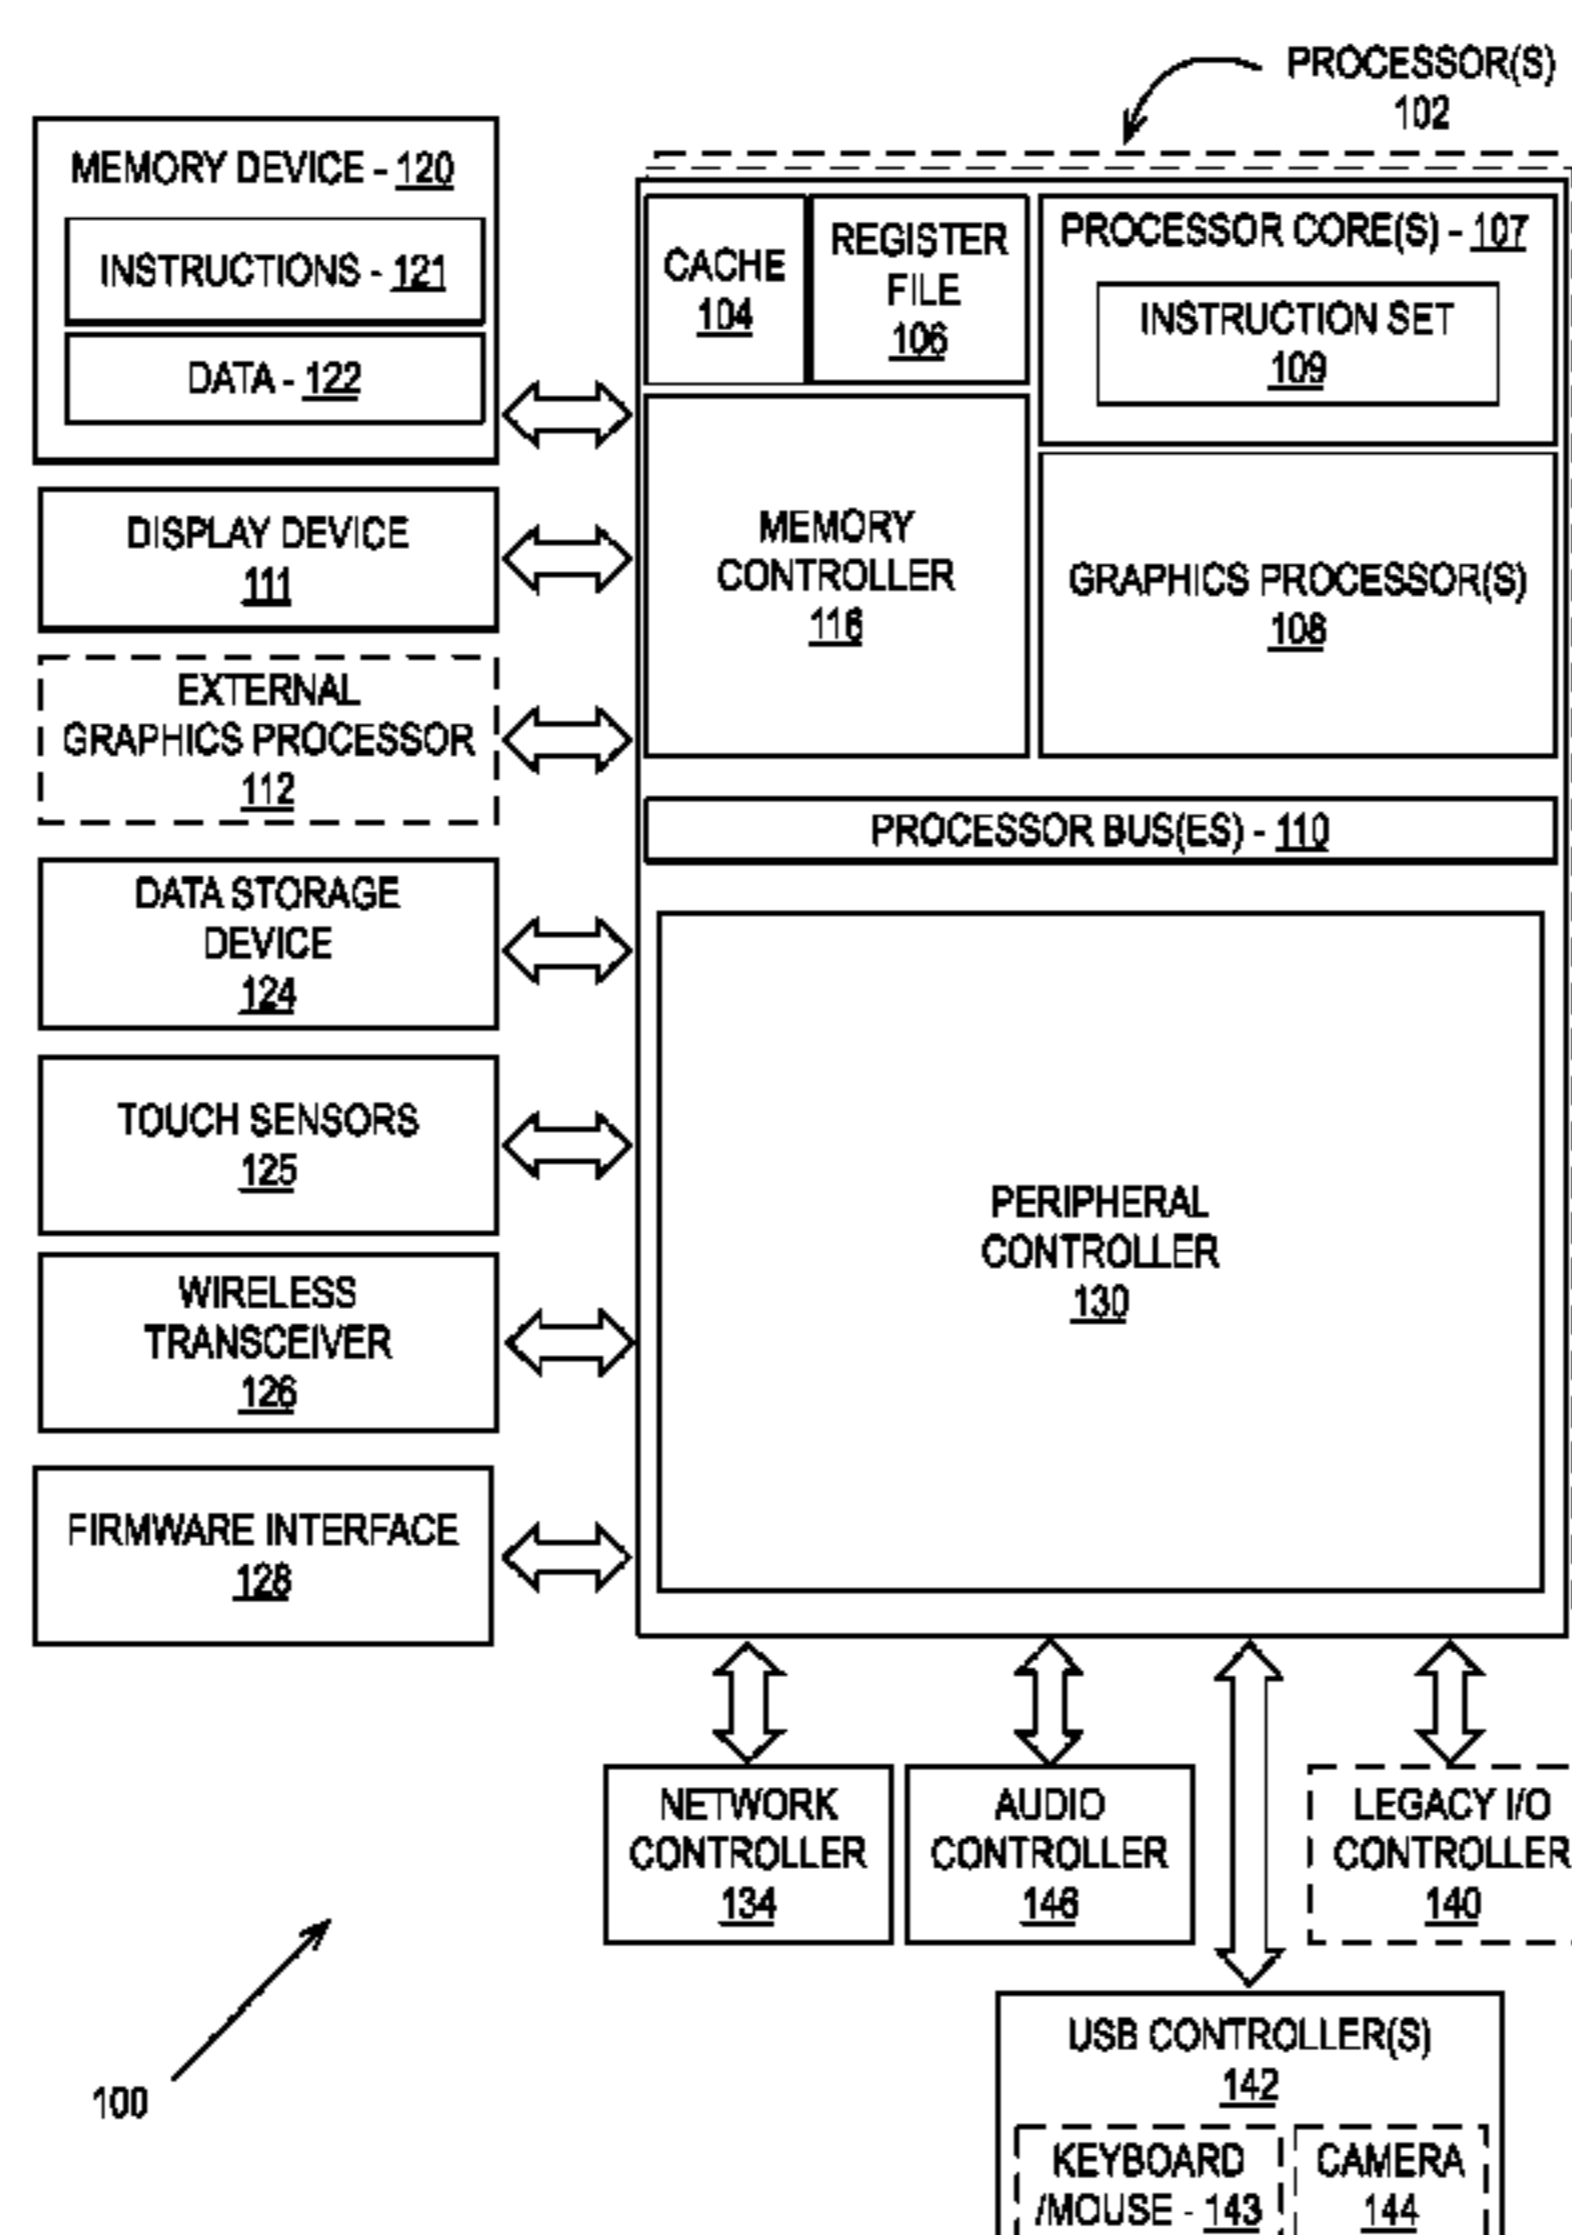 PROCESSOR(S)
102
MEMORY DEVICE - 120
INSTRUCTIONS - 121
DATA - 122
CACHE
104
REGISTER
FILE
106
PROCESSOR CORE(S) - 107
INSTRUCTION SET
109
DISPLAY DEVICE
111
MEMORY
CONTROLLER
116
GRAPHICS PROCESSOR(S)
108
EXTERNAL
GRAPHICS PROCESSOR
112
PROCESSOR BUS(ES) - 110
DATA STORAGE
DEVICE
124
TOUCH SENSORS
125
PERIPHERAL
CONTROLLER
130
WIRELESS
TRANSCEIVER
126
FIRMWARE INTERFACE
128
NETWORK
CONTROLLER
134
AUDIO
CONTROLLER
146
LEGACY I/O
CONTROLLER
140
USB CONTROLLER(S)
142
KEYBOARD
/MOUSE - 143
CAMERA
144
100